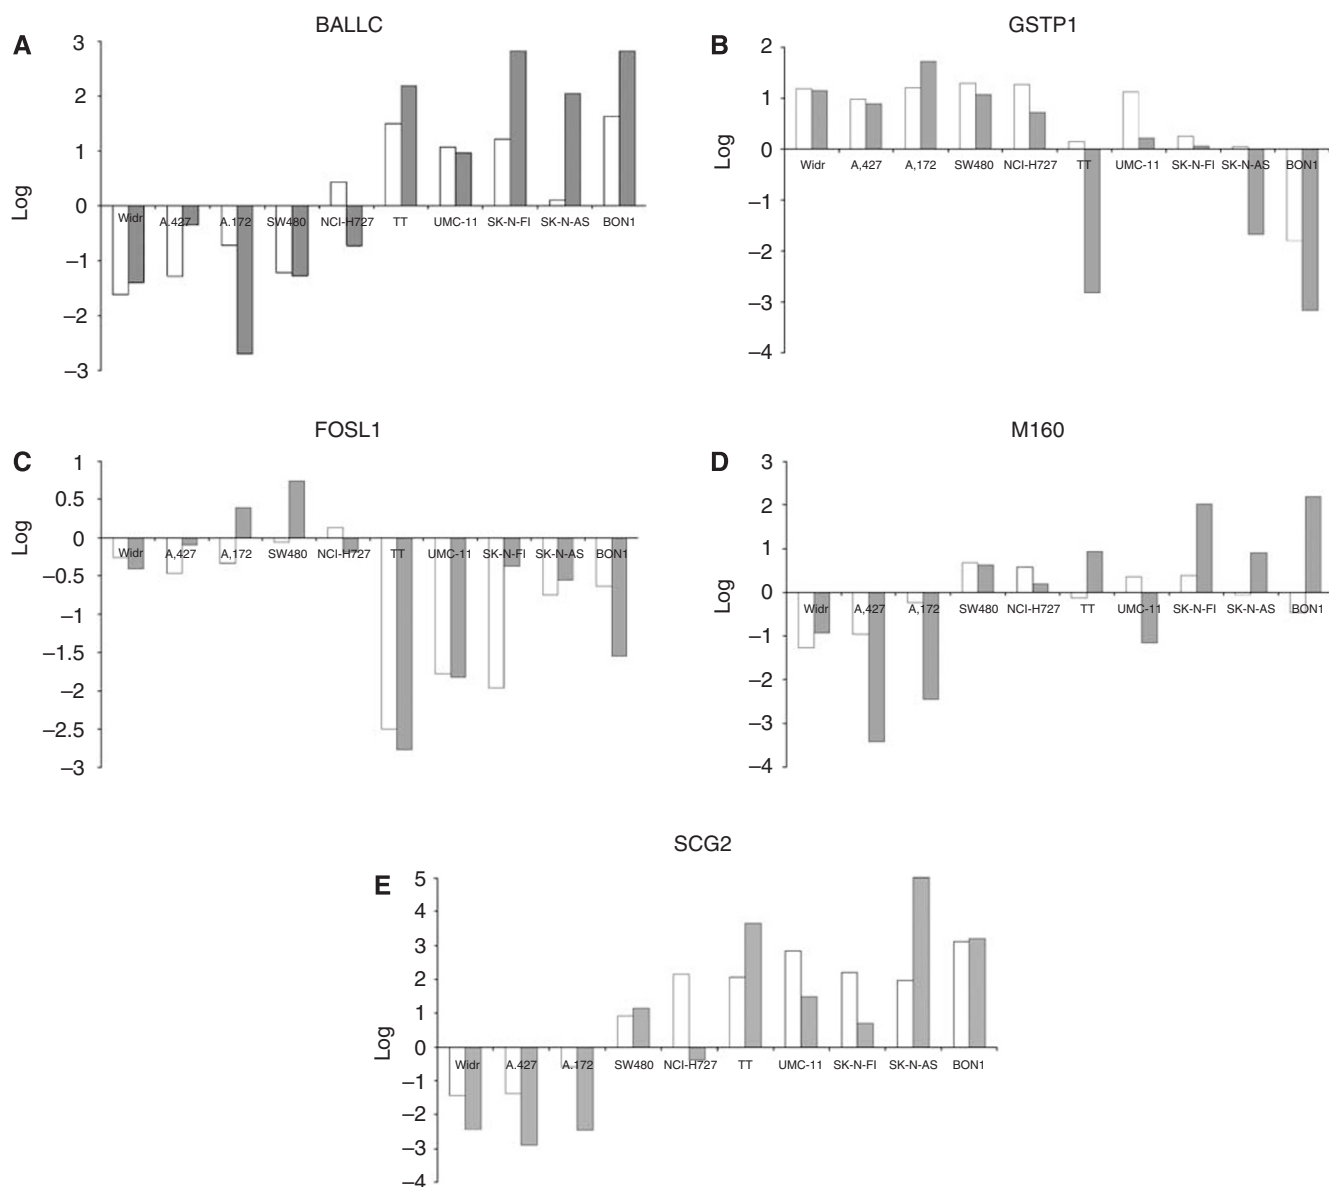 BALLC
A
3
2
1
0
−1
−2
−3
Log
Widr A.427 A.172 SW480 NCI-H727 TT UMC-11 SK-N-FI SK-N-AS BON1
GSTP1
B
2
1
0
−1
−2
−3
−4
Log
Widr A,427 A,172 SW480 NCI-H727 TT UMC-11 SK-N-FI SK-N-AS BON1
FOSL1
C
1
0.5
0
−0.5
−1
−1.5
−2
−2.5
−3
Log
Widr A,427 A,172 SW480 NCI-H727 TT UMC-11 SK-N-FI SK-N-AS BON1
M160
D
3
2
1
0
−1
−2
−3
−4
Log
Widr A,427 A,172 SW480 NCI-H727 TT UMC-11 SK-N-FI SK-N-AS BON1
SCG2
E
5
4
3
2
1
0
−1
−2
−3
−4
Log
Widr A.427 A.172 SW480 NCI-H727 TT UMC-11 SK-N-FI SK-N-AS BON1